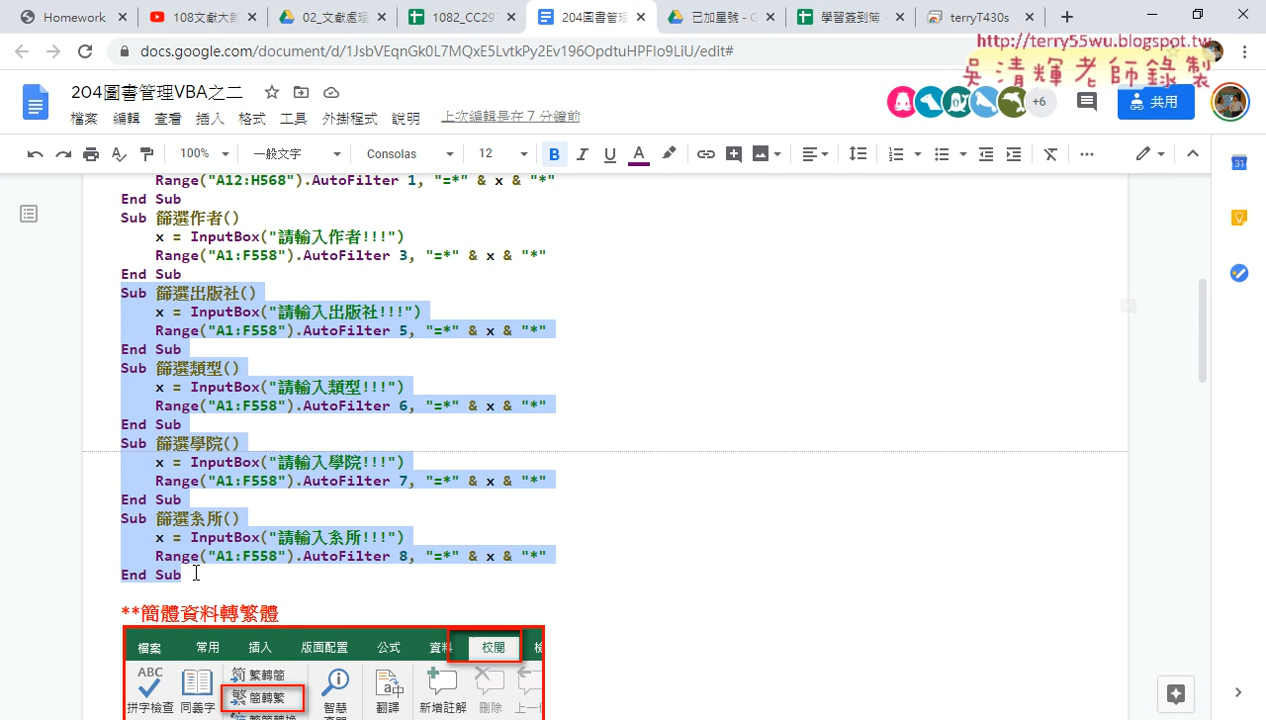 Homework
108文獻大數
02_文獻處理
1082_CC297
204圖書管理
已加星號 - G
學習簽到簿 -
terryT430s
docs.google.com/document/d/1JsbVEqnGk0L7MQxE5LvtkPy2Ev196OpdtuHPFIo9LiU/edit#
http://terry55wu.blogspot.tw
吳清輝老師錄製
204圖書管理VBA之二
檔案 編輯 查看 插入 格式 工具 外掛程式 說明 上次編輯是在 7 分鐘前
+6
共用
100% 一般文字 Consolas 12 B I U A
31
Range("A12:H568").AutoFilter 1, "=*" & x & "*"
End Sub
Sub 篩選作者()
x = InputBox("請輸入作者!!!")
Range("A1:F558").AutoFilter 3, "=*" & x & "*"
End Sub
Sub 篩選出版社()
x = InputBox("請輸入出版社!!!")
Range("A1:F558").AutoFilter 5, "=*" & x & "*"
End Sub
Sub 篩選類型()
x = InputBox("請輸入類型!!!")
Range("A1:F558").AutoFilter 6, "=*" & x & "*"
End Sub
Sub 篩選學院()
x = InputBox("請輸入學院!!!")
Range("A1:F558").AutoFilter 7, "=*" & x & "*"
End Sub
Sub 篩選系所()
x = InputBox("請輸入系所!!!")
Range("A1:F558").AutoFilter 8, "=*" & x & "*"
End Sub
**簡體資料轉繁體
檔案 常用 插入 版面配置 公式 資料 校閱
ABC
拼字檢查 同義字
繁轉簡
簡轉繁
智慧
翻譯 新增註解 刪除 上一